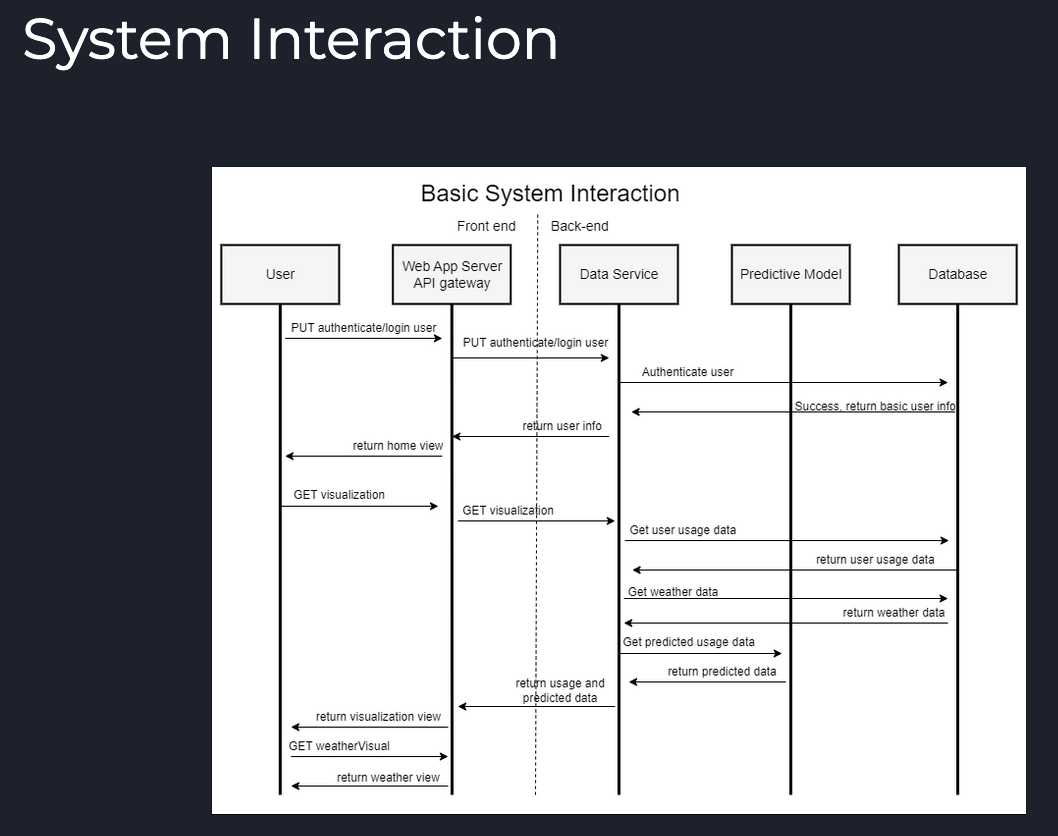 System Interaction
Basic System Interaction
Front end
Back-end
User
Web App Server
API gateway
Data Service
Predictive Model
Database
PUT authenticate/login user
PUT authenticate/login user
Authenticate user
Success, return basic user info
return user info
return home view
GET visualization
GET visualization
Get user usage data
return user usage data
Get weather data
return weather data
Get predicted usage data
return predicted data
return usage and
predicted data
return visualization view
GET weatherVisual
return weather view